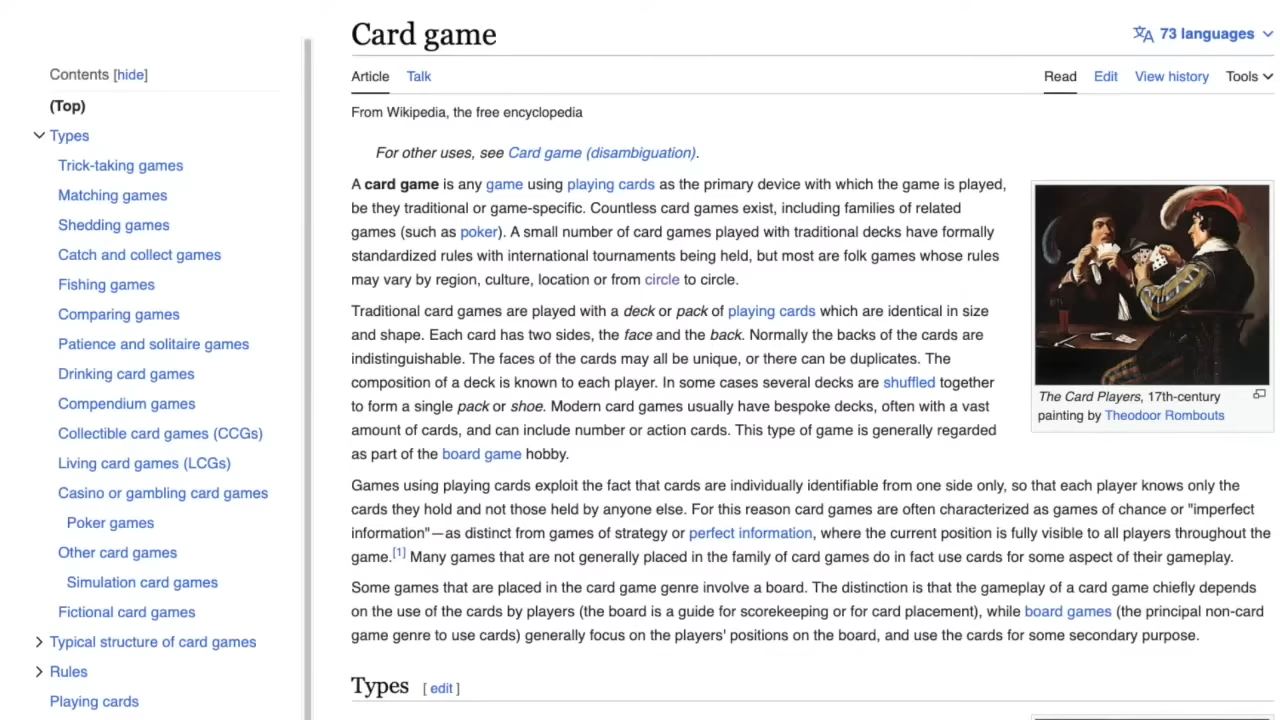 Contents [hide]
(Top)
Types
Trick-taking games
Matching games
Shedding games
Catch and collect games
Fishing games
Comparing games
Patience and solitaire games
Drinking card games
Compendium games
Collectible card games (CCGs)
Living card games (LCGs)
Casino or gambling card games
Poker games
Other card games
Simulation card games
Fictional card games
Typical structure of card games
Rules
Playing cards
Card game
73 languages
Article Talk
Read Edit View history Tools
From Wikipedia, the free encyclopedia
For other uses, see Card game (disambiguation).
A card game is any game using playing cards as the primary device with which the game is played,
be they traditional or game-specific. Countless card games exist, including families of related
games (such as poker). A small number of card games played with traditional decks have formally
standardized rules with international tournaments being held, but most are folk games whose rules
may vary by region, culture, location or from circle to circle.
Traditional card games are played with a deck or pack of playing cards which are identical in size
and shape. Each card has two sides, the face and the back. Normally the backs of the cards are
indistinguishable. The faces of the cards may all be unique, or there can be duplicates. The
composition of a deck is known to each player. In some cases several decks are shuffled together
to form a single pack or shoe. Modern card games usually have bespoke decks, often with a vast
amount of cards, and can include number or action cards. This type of game is generally regarded
as part of the board game hobby.
The Card Players, 17th-century
painting by Theodoor Rombouts
Games using playing cards exploit the fact that cards are individually identifiable from one side only, so that each player knows only the
cards they hold and not those held by anyone else. For this reason card games are often characterized as games of chance or "imperfect
information"—as distinct from games of strategy or perfect information, where the current position is fully visible to all players throughout the
game.[1] Many games that are not generally placed in the family of card games do in fact use cards for some aspect of their gameplay.
Some games that are placed in the card game genre involve a board. The distinction is that the gameplay of a card game chiefly depends
on the use of the cards by players (the board is a guide for scorekeeping or for card placement), while board games (the principal non-card
game genre to use cards) generally focus on the players' positions on the board, and use the cards for some secondary purpose.
Types [ edit ]